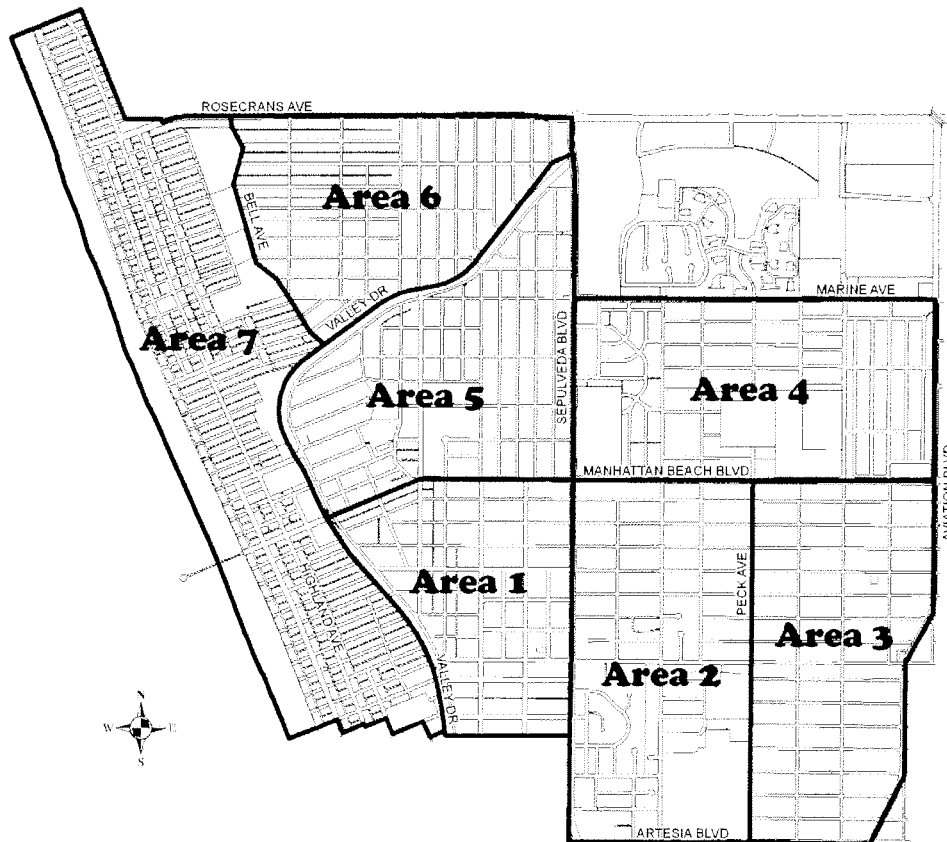 ROSECRANS AVE
Area 6
BELL AVE
MARINE AVE
VALLEY DR
SEPULVEDA BLVD
Area 7
Area 4
Area 5
MANHATTAN BEACH BLVD
AVIATION BLVD
Area 1
HIGHLAND AVE
PECK AVE
Area 3
Area 2
VALLEY DR
N
W E
S
ARTESIA BLVD